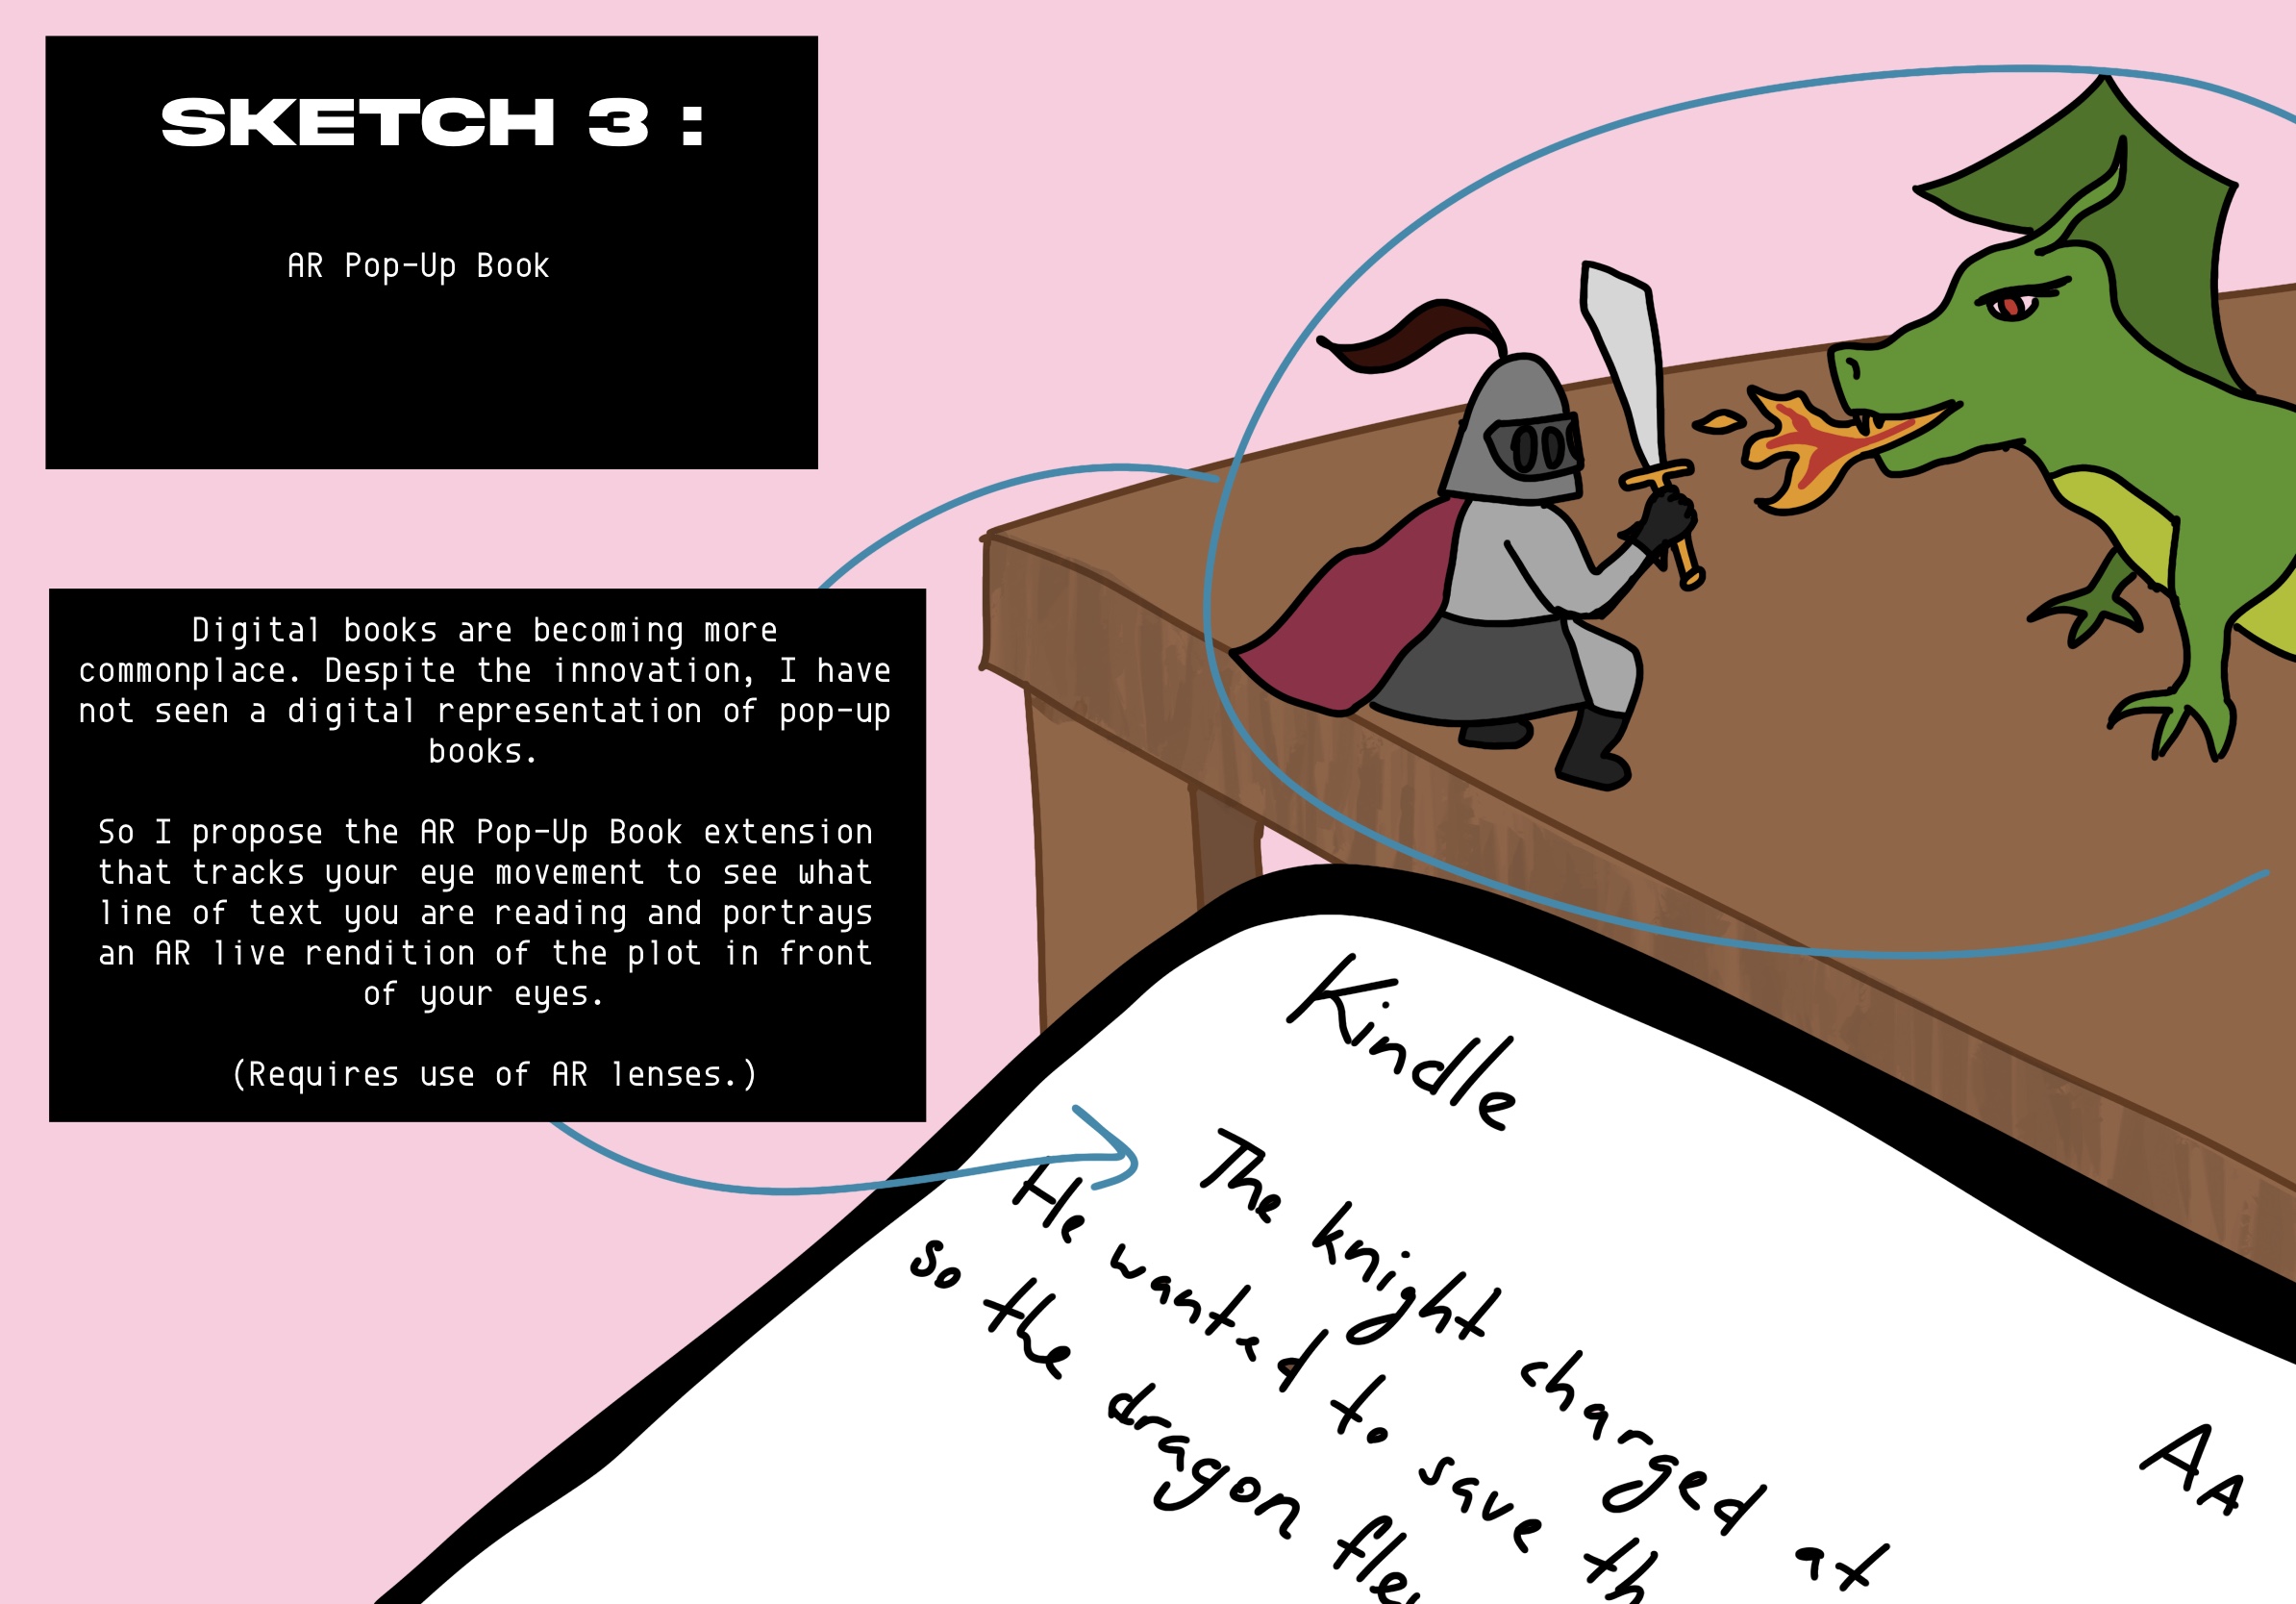 SKETCH 3 :
AR Pop-Up Book
Digital books are becoming more
commonplace. Despite the innovation, I have
not seen a digital representation of pop-up
books.
So I propose the AR Pop-Up Book extension
that tracks your eye movement to see what
line of text you are reading and portrays
an AR live rendition of the plot in front
of your eyes.
(Requires use of AR lenses.)
Kindle
AA
The knight charged at
He wanted to save th
so the dragon